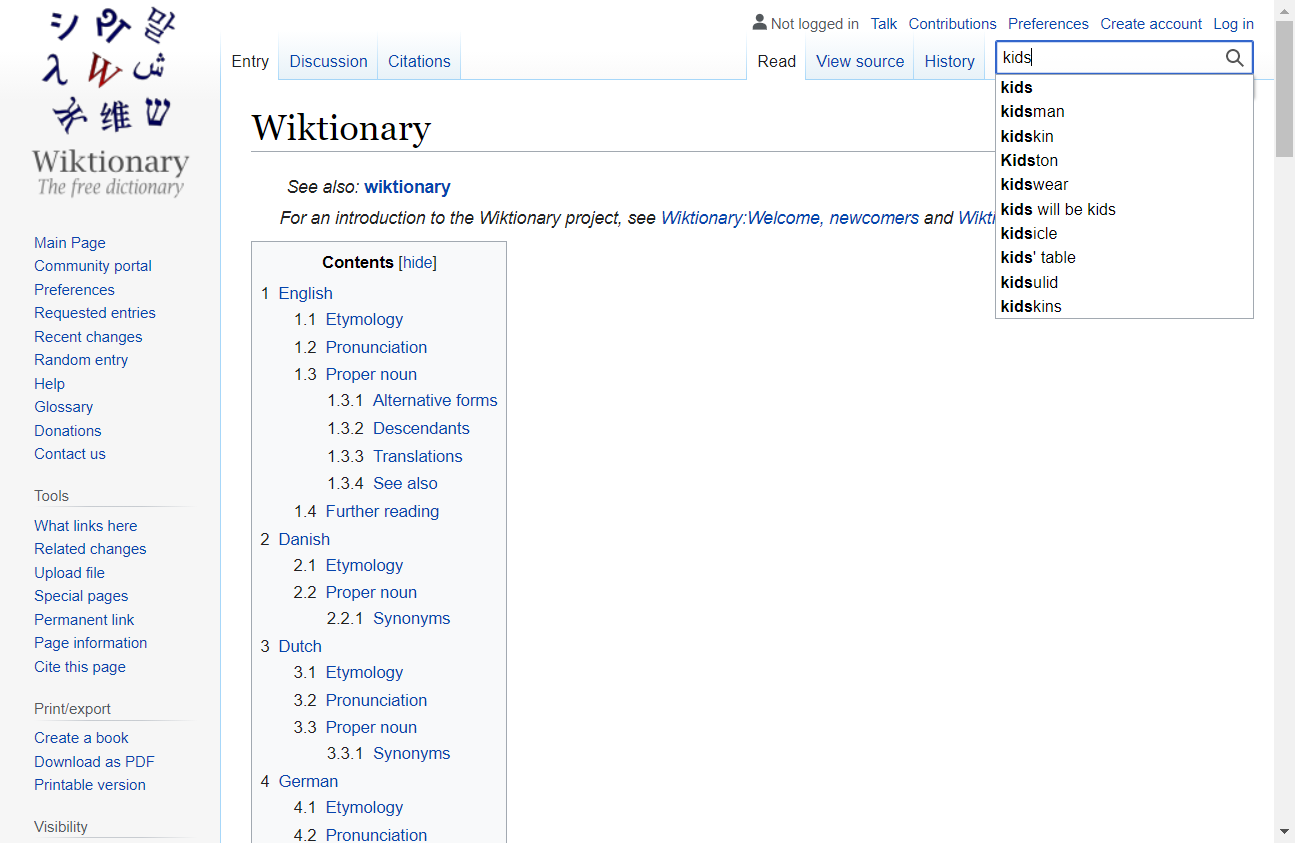 シ
維
ש
Wiktionary
The free dictionary
Not logged in Talk Contributions Preferences Create account Log in
Entry Discussion Citations Read View source History kids
kids
kidsman
kidskin
Kidston
kidswear
kids will be kids
kidsicle
kids' table
kidsulid
kidskins
Wiktionary
See also: wiktionary
For an introduction to the Wiktionary project, see Wiktionary:Welcome, newcomers and
Contents [hide]
1 English
1.1 Etymology
1.2 Pronunciation
1.3 Proper noun
1.3.1 Alternative forms
1.3.2 Descendants
1.3.3 Translations
1.3.4 See also
1.4 Further reading
2 Danish
2.1 Etymology
2.2 Proper noun
2.2.1 Synonyms
3 Dutch
3.1 Etymology
3.2 Pronunciation
3.3 Proper noun
3.3.1 Synonyms
4 German
4.1 Etymology
4.2 Pronunciation
Main Page
Community portal
Preferences
Requested entries
Recent changes
Random entry
Help
Glossary
Donations
Contact us
Tools
What links here
Related changes
Upload file
Special pages
Permanent link
Page information
Cite this page
Print/export
Create a book
Download as PDF
Printable version
Visibility